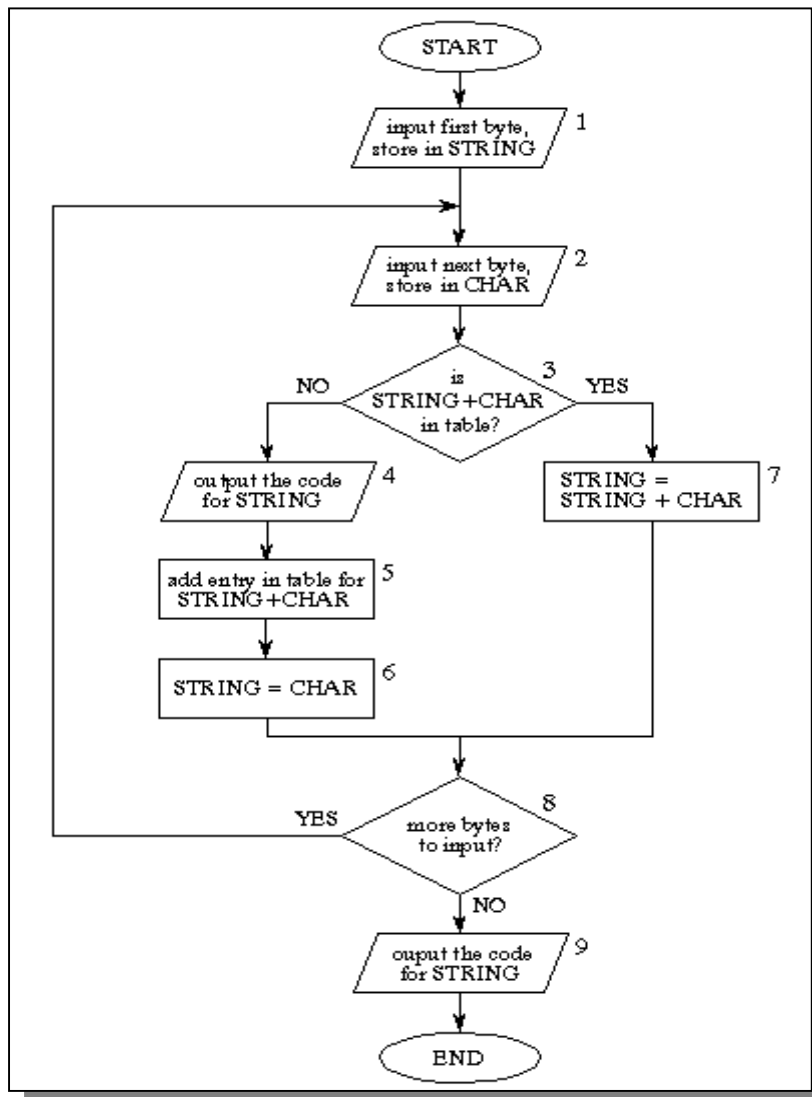 START
1
input first byte,
store in STRING
2
input next byte,
store in CHAR
3
NO
is
YES
STRING+CHAR
in table?
4
output the code
for STRING
7
STRING =
STRING + CHAR
5
add entry in table for
STRING+CHAR
6
STRING = CHAR
8
YES
more bytes
to input?
NO
9
ouput the code
for STRING
END